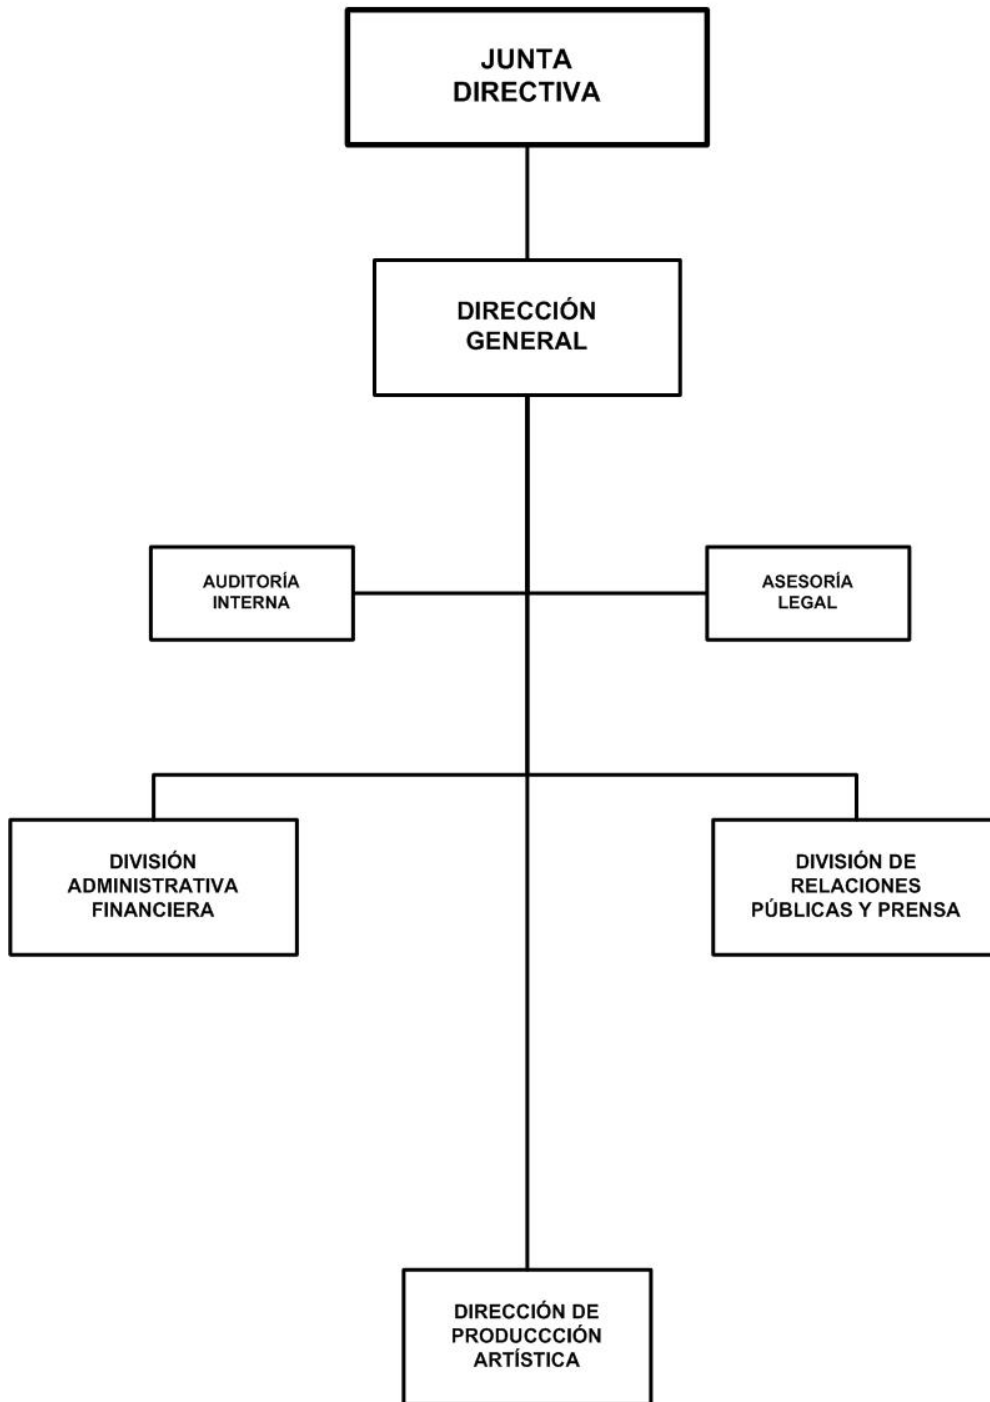 JUNTA
DIRECTIVA
DIRECCIÓN
GENERAL
AUDITORÍA
INTERNA
ASESORÍA
LEGAL
DIVISIÓN
ADMINISTRATIVA
FINANCIERA
DIVISIÓN DE
RELACIONES
PÚBLICAS Y PRENSA
DIRECCIÓN DE
PRODUCCCIÓN
ARTÍSTICA